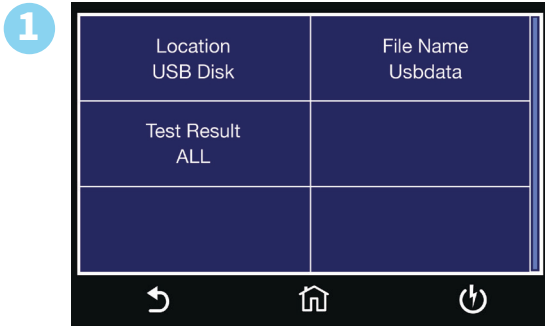 1
Location
USB Disk
File Name
Usbdata
Test Result
ALL